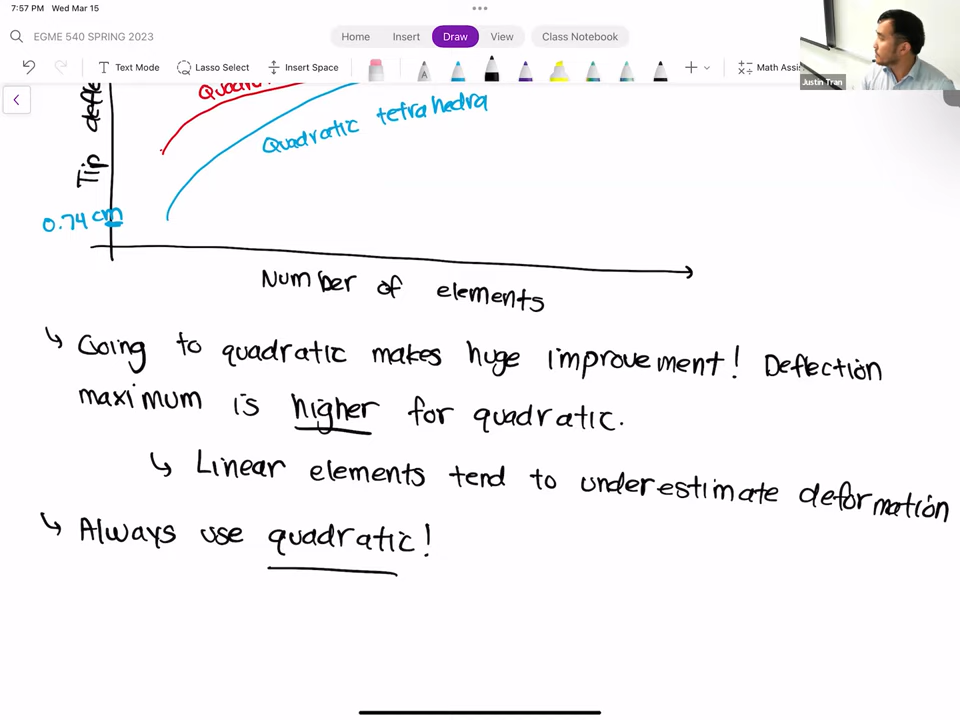 7:57 PM Wed Mar 15
EGME 540 SPRING 2023
Home Insert Draw View Class Notebook
Text Mode Lasso Select Insert Space Math Assis
Justin Tran
Quadratic tetrahedra
Tip defle
0.74 cm
Number of elements
↳ Going to quadratic makes huge improvement! Deflection
maximum is higher for quadratic.
↳ Linear elements tend to underestimate deformation
↳ Always use quadratic!